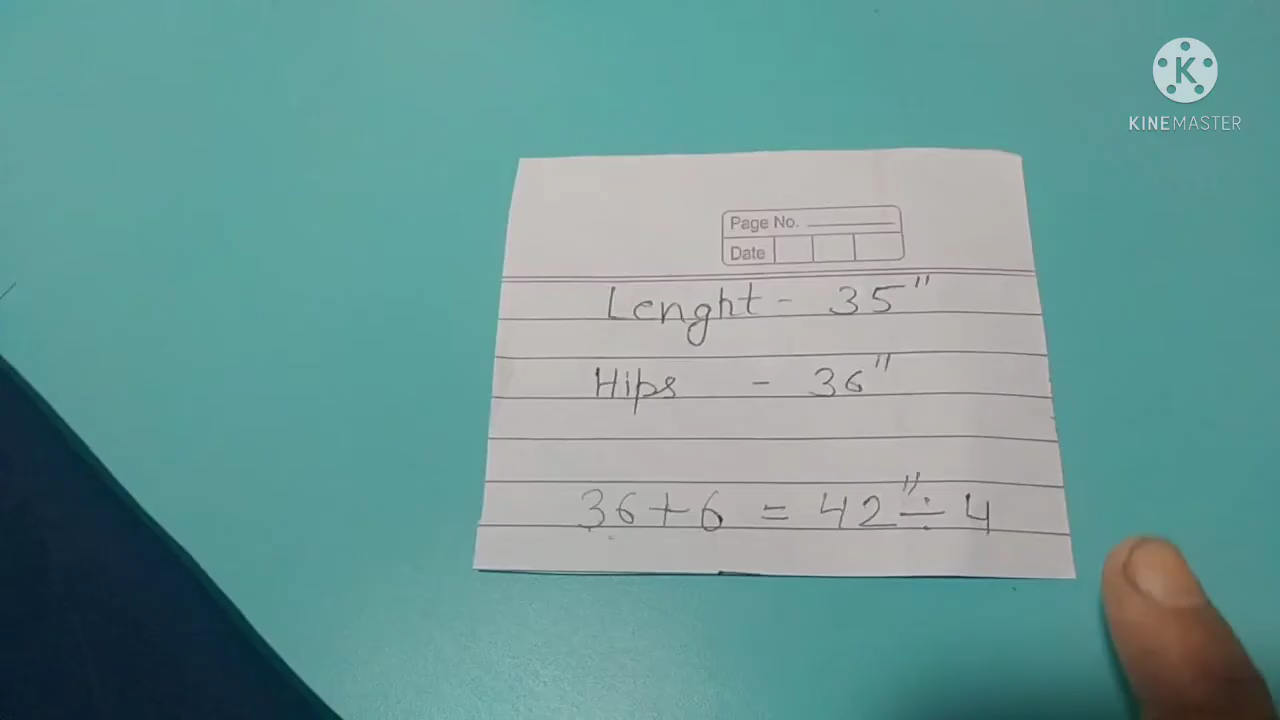 KINEMASTER
Page No.
Date
Lenght - 35"
Hips - 36"
36+6 = 42" ÷ 4